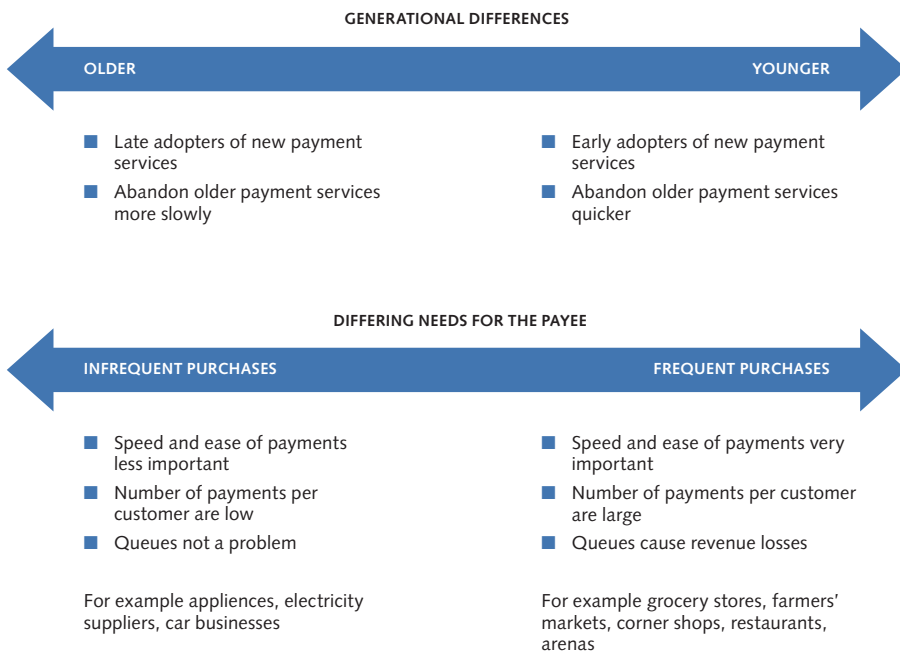 GENERATIONAL DIFFERENCES
OLDER
YOUNGER
Late adopters of new payment
services
Abandon older payment services
more slowly
Early adopters of new payment
services
Abandon older payment services
quicker
DIFFERING NEEDS FOR THE PAYEE
INFREQUENT PURCHASES
FREQUENT PURCHASES
Speed and ease of payments
less important
Number of payments per
customer are low
Queues not a problem
For example appliences, electricity
suppliers, car businesses
Speed and ease of payments very
important
Number of payments per customer
are large
Queues cause revenue losses
For example grocery stores, farmers’
markets, corner shops, restaurants,
arenas